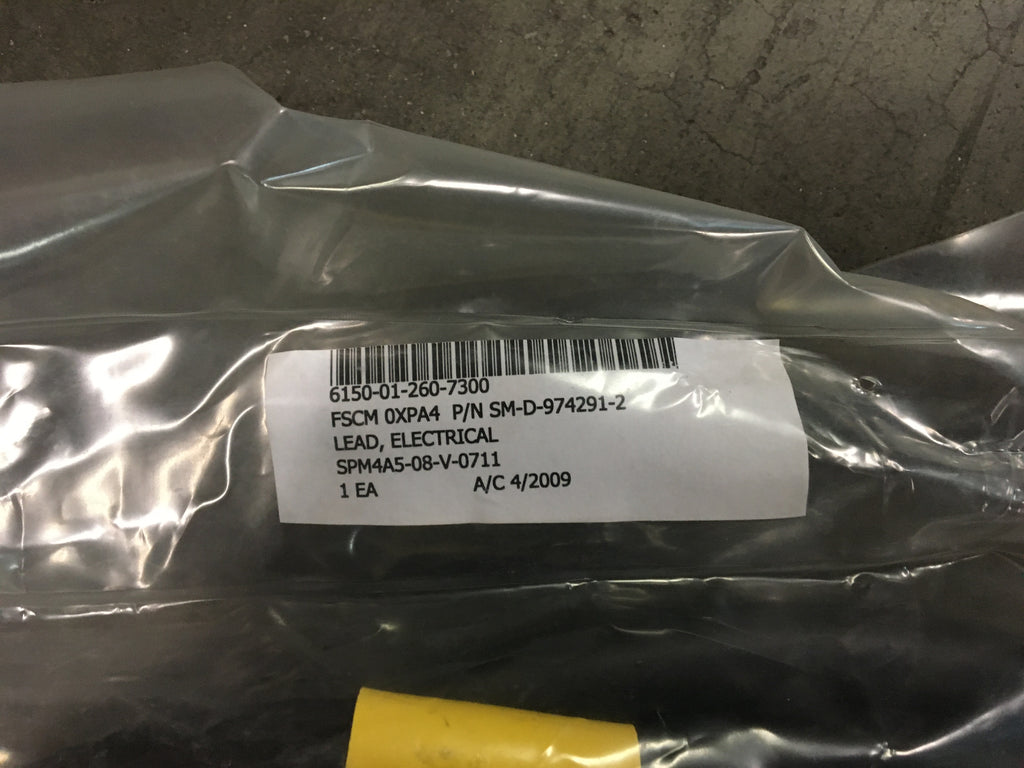 6150-01-260-7300
FSCM 0XPA4 P/N SM-D-974291-2
LEAD, ELECTRICAL
SPM4A5-08-V-0711
1 EA A/C 4/2009